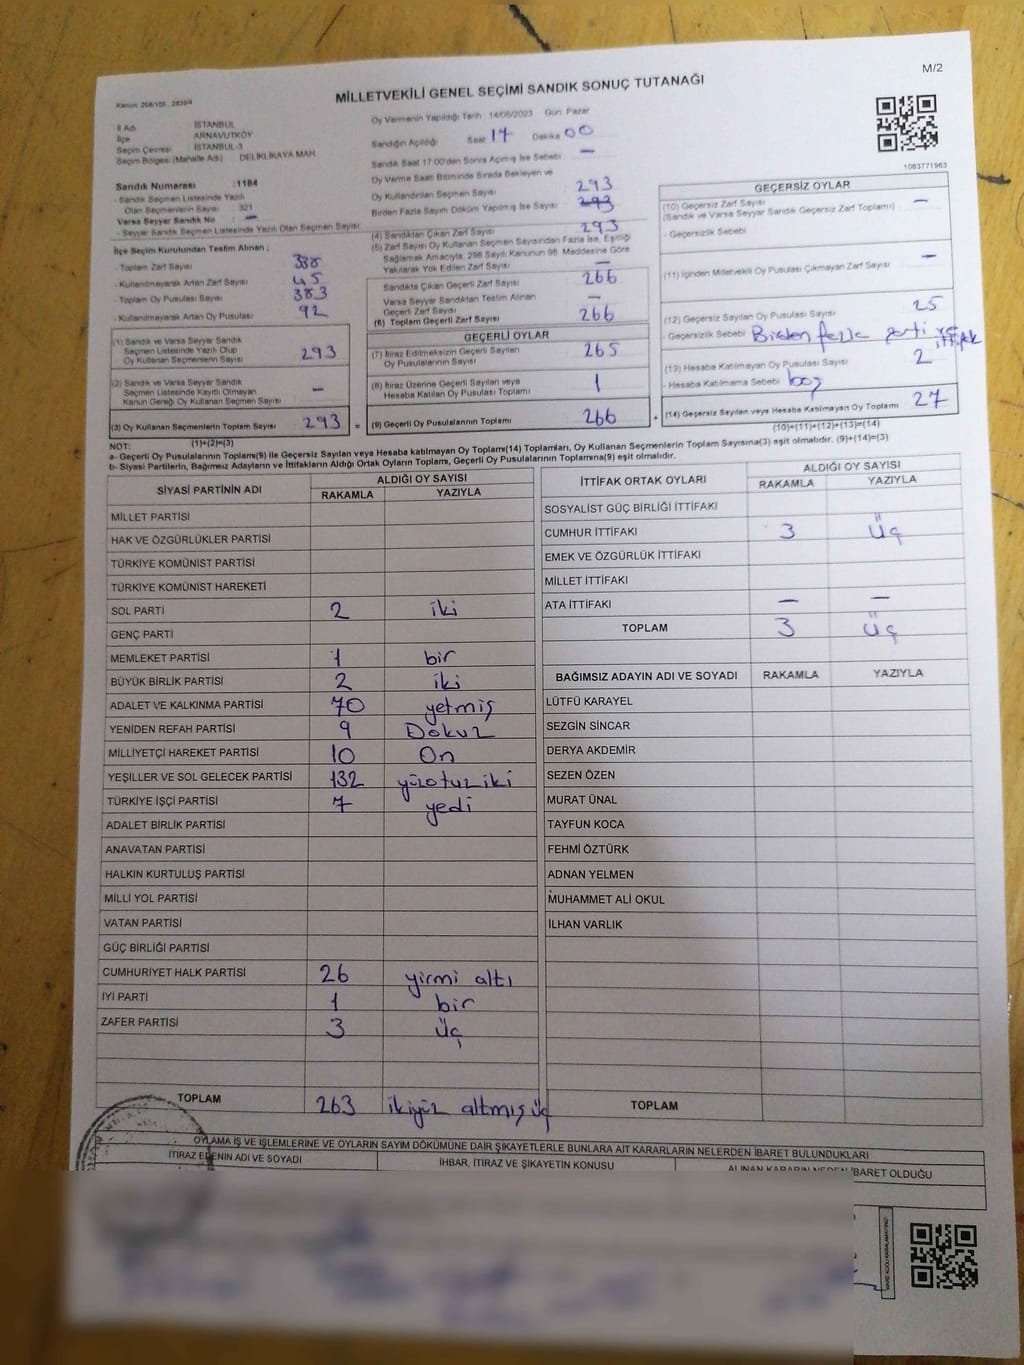 M/2
Kanun: 298/105 , 2839/4
MİLLETVEKİLİ GENEL SEÇİMİ SANDIK SONUÇ TUTANAĞI
İl Adı İSTANBUL
İlçe ARNAVUTKÖY
Seçim Çevresi İSTANBUL-3
Seçim Bölgesi (Mahalle Adı) DELİKLİKAYA MAH.
Sandık Numarası :1184
- Sandık Seçmen Listesinde Yazılı
Olan Seçmenlerin Sayısı: 321
Varsa Seyyar Sandık No : —
- Seyyar Sandık Seçmen Listesinde Yazılı Olan Seçmen Sayısı:
İlçe Seçim Kurulundan Teslim Alınan ;
- Toplam Zarf Sayısı 338
- Kullanılmayarak Artan Zarf Sayısı 45
- Toplam Oy Pusulası Sayısı 383
- Kullanılmayarak Artan Oy Pusulası 92
(1) Sandık ve Varsa Seyyar Sandık
Seçmen Listesinde Yazılı Olup
Oy Kullanan Seçmenlerin Sayısı : 293
(2) Sandık ve Varsa Seyyar Sandık
Seçmen Listesinde Kayıtlı Olmayan
Kanun Gereği Oy Kullanan Seçmen Sayısı : —
(3) Oy Kullanan Seçmenlerin Toplam Sayısı : 293 =
(1)+(2)=(3)
Oy Vermenin Yapıldığı Tarih : 14/05/2023 Gün: Pazar
Sandığın Açıldığı Saat 17 Dakika 00
Sandık Saat 17:00'den Sonra Açılmış İse Sebebi : —
Oy Verme Saati Bitiminde Sırada Bekleyen ve
Oy Kullandırılan Seçmen Sayısı : 293
Birden Fazla Sayım Döküm Yapılmış İse Sayısı : 293
(4) Sandıktan Çıkan Zarf Sayısı : 293
(5) Zarf Sayısı Oy Kullanan Seçmen Sayısından Fazla İse, Eşitliği
Sağlamak Amacıyla, 298 Sayılı Kanunun 98. Maddesine Göre
Yakılarak Yok Edilen Zarf Sayısı : —
Sandıkta Çıkan Geçerli Zarf Sayısı : 266
Varsa Seyyar Sandıktan Teslim Alınan
Geçerli Zarf Sayısı : —
(6) Toplam Geçerli Zarf Sayısı : 266
GEÇERLİ OYLAR
(7) İtiraz Edilmeksizin Geçerli Sayılan
Oy Pusulalarının Sayısı : 265
(8) İtiraz Üzerine Geçerli Sayılan veya
Hesaba Katılan Oy Pusulası Toplamı : 1
(9) Geçerli Oy Pusulalarının Toplamı : 266 +
1083771963
GEÇERSİZ OYLAR
(10) Geçersiz Zarf Sayısı : —
(Sandık ve Varsa Seyyar Sandık Geçersiz Zarf Toplamı)
- Geçersizlik Sebebi :
(11) İçinden Milletvekili Oy Pusulası Çıkmayan Zarf Sayısı : —
(12) Geçersiz Sayılan Oy Pusulası Sayısı : 25
- Geçersizlik Sebebi : Birden fazla parti ve ittifak
(13) Hesaba Katılmayan Oy Pusulası Sayısı : 2
- Hesaba Katılmama Sebebi : boş
(14) Geçersiz Sayılan veya Hesaba Katılmayan Oy Toplamı : 27
(10)+(11)+(12)+(13)=(14)
NOT:
a- Geçerli Oy Pusulalarının Toplam(9) ile Geçersiz Sayılan veya Hesaba katılmayan Oy Toplam(14) Toplamları, Oy Kullanan Seçmenlerin Toplam Sayısına(3) eşit olmalıdır. (9)+(14)=(3)
b- Siyasi Partilerin, Bağımsız Adayların ve İttifakların Aldığı Ortak Oyların Toplamı, Geçerli Oy Pusulalarının Toplamına(9) eşit olmalıdır.
SİYASİ PARTİNİN ADI ALDIĞI OY SAYISI
RAKAMLA YAZIYLA
MİLLET PARTİSİ
HAK VE ÖZGÜRLÜKLER PARTİSİ
TÜRKİYE KOMÜNİST PARTİSİ
TÜRKİYE KOMÜNİST HAREKETİ
SOL PARTİ 2 iki
GENÇ PARTİ
MEMLEKET PARTİSİ 1 bir
BÜYÜK BİRLİK PARTİSİ 2 iki
ADALET VE KALKINMA PARTİSİ 70 yetmiş
YENİDEN REFAH PARTİSİ 9 Dokuz
MİLLİYETÇİ HAREKET PARTİSİ 10 On
YEŞİLLER VE SOL GELECEK PARTİSİ 132 yüzotuziki
TÜRKİYE İŞÇİ PARTİSİ 7 yedi
ADALET BİRLİK PARTİSİ
ANAVATAN PARTİSİ
HALKIN KURTULUŞ PARTİSİ
MİLLİ YOL PARTİSİ
VATAN PARTİSİ
GÜÇ BİRLİĞİ PARTİSİ
CUMHURİYET HALK PARTİSİ 26 yirmi altı
İYİ PARTİ 1 bir
ZAFER PARTİSİ 3 üç
TOPLAM 263 ikiyüz altmış üç
İTTİFAK ORTAK OYLARI ALDIĞI OY SAYISI
RAKAMLA YAZIYLA
SOSYALİST GÜÇ BİRLİĞİ İTTİFAKI
CUMHUR İTTİFAKI 3 üç
EMEK VE ÖZGÜRLÜK İTTİFAKI
MİLLET İTTİFAKI
ATA İTTİFAKI — —
TOPLAM 3 üç
BAĞIMSIZ ADAYIN ADI VE SOYADI RAKAMLA YAZIYLA
LÜTFÜ KARAYEL
SEZGİN SİNCAR
DERYA AKDEMİR
SEZEN ÖZEN
MURAT ÜNAL
TAYFUN KOCA
FEHMİ ÖZTÜRK
ADNAN YELMEN
MUHAMMET ALİ OKUL
İLHAN VARLIK
TOPLAM
OYLAMA İŞ VE İŞLEMLERİNE VE OYLARIN SAYIM DÖKÜMÜNE DAİR ŞİKAYETLERLE BUNLARA AİT KARARLARIN NELERDEN İBARET BULUNDUKLARI
İTİRAZ EDENİN ADI VE SOYADI İHBAR, İTİRAZ VE ŞİKAYETİN KONUSU ALINAN KARARIN NEDEN İBARET OLDUĞU